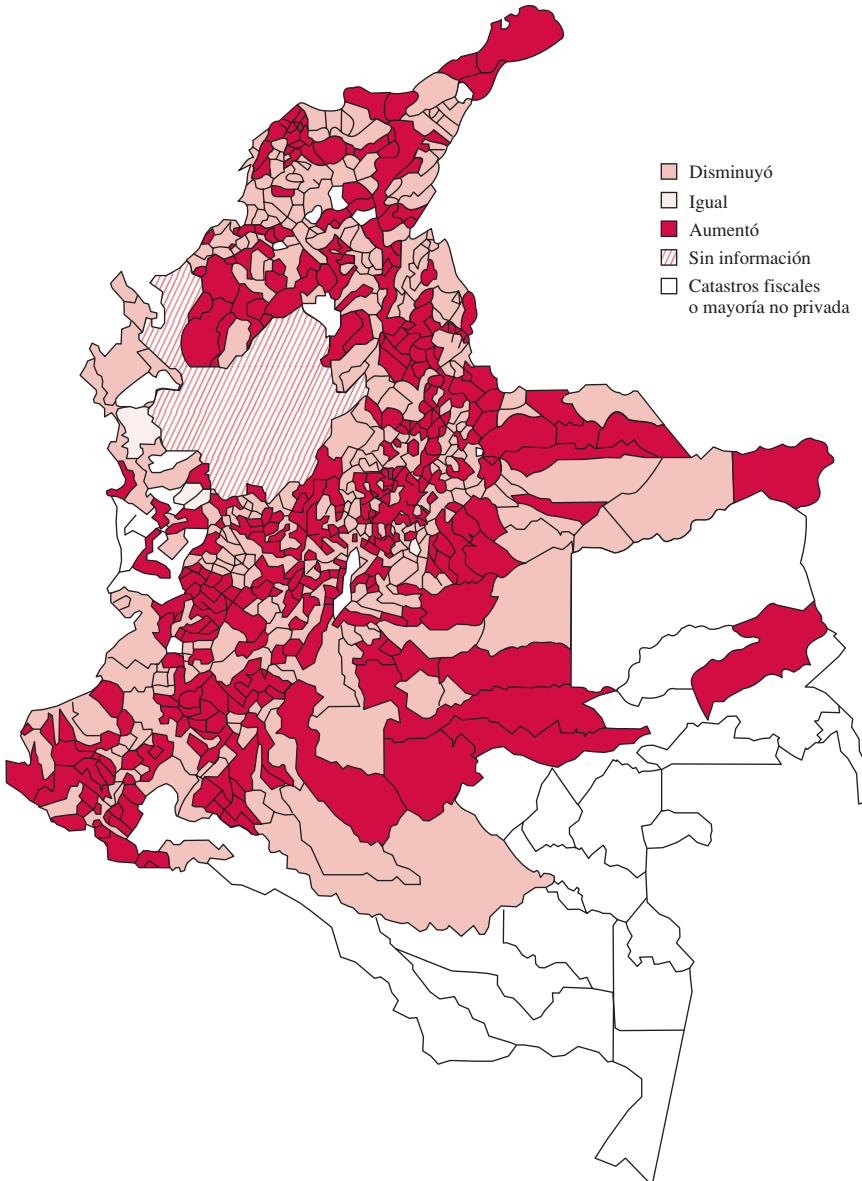 Disminuyó
Igual
Aumentó
Sin información
Catastros fiscales
o mayoría no privada